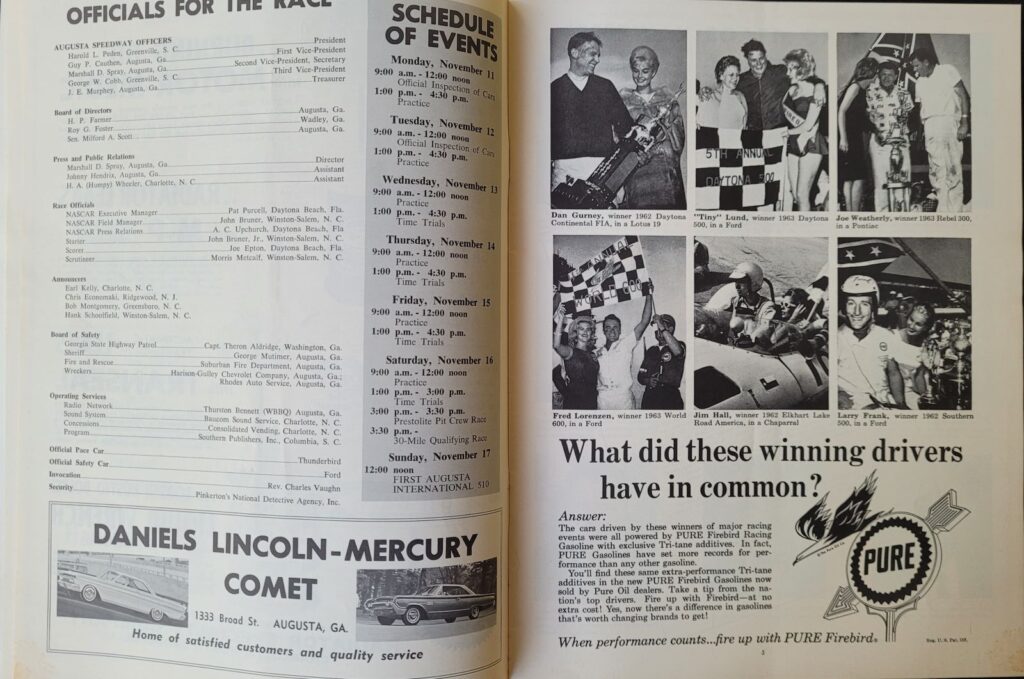 OFFICIALS FOR THE RACE
AUGUSTA SPEEDWAY OFFICERS
Harold L. Peden, Greenville, S. C. President
Guy P. Cauthen, Augusta, Ga. First Vice-President
Marshall D. Spray, Augusta, Ga. Second Vice-President, Secretary
George W. Cobb, Greenville, S. C. Third Vice-President
J. E. Murphey, Augusta, Ga. Treasurer
Board of Directors
H. P. Farmer Augusta, Ga.
Roy G. Foster Wadley, Ga.
Sen. Milford A. Scott Augusta, Ga.
Press and Public Relations
Marshall D. Spray, Augusta, Ga. Director
Johnny Hendrix, Augusta, Ga. Assistant
H. A. (Humpy) Wheeler, Charlotte, N. C. Assistant
Race Officials
NASCAR Executive Manager Pat Purcell, Daytona Beach, Fla.
NASCAR Field Manager John Bruner, Winston-Salem, N. C.
NASCAR Press Relations A. C. Upchurch, Daytona Beach, Fla
Starter John Bruner, Jr., Winston-Salem, N. C.
Scorer Joe Epton, Daytona Beach, Fla
Scrutineer Morris Metcalf, Winston-Salem, N. C.
Announcers
Earl Kelly, Charlotte, N. C.
Chris Economaki, Ridgewood, N. J.
Bob Montgomery, Greensboro, N. C.
Hank Schoolfield, Winston-Salem, N. C.
Board of Safety
Georgia State Highway Patrol Capt. Theron Aldridge, Washington, Ga.
Sheriff George Mutimer, Augusta, Ga.
Fire and Rescue Suburban Fire Department, Augusta, Ga.
Wreckers Harison-Gulley Chevrolet Company, Augusta, Ga.;
Rhodes Auto Service, Augusta, Ga.
Operating Services
Radio Network Thurston Bennett (WBBQ) Augusta, Ga.
Sound System Baucom Sound Service, Charlotte, N. C.
Concessions Consolidated Vending, Charlotte, N. C.
Program Southern Publishers, Inc., Columbia, S. C.
Official Pace Car Thunderbird
Official Safety Car Ford
Invocation Rev. Charles Vaughn
Security Pinkerton's National Detective Agency, Inc.
SCHEDULE
OF EVENTS
Monday, November 11
9:00 a.m. - 12:00 noon
Official Inspection of Cars
1:00 p.m. - 4:30 p.m.
Practice
Tuesday, November 12
9:00 a.m. - 12:00 noon
Official Inspection of Cars
1:00 p.m. - 4:30 p.m.
Practice
Wednesday, November 13
9:00 a.m. - 12:00 noon
Practice
1:00 p.m. - 4:30 p.m.
Time Trials
Thursday, November 14
9:00 a.m. - 12:00 noon
Practice
1:00 p.m. - 4:30 p.m.
Time Trials
Friday, November 15
9:00 a.m. - 12:00 noon
Practice
1:00 p.m. - 4:30 p.m.
Time Trials
Saturday, November 16
9:00 a.m. - 12:00 noon
Practice
1:00 p.m. - 3:00 p.m.
Time Trials
3:00 p.m. - 3:30 p.m.
Prestolite Pit Crew Race
3:30 p.m. -
30-Mile Qualifying Race
Sunday, November 17
12:00 noon
FIRST AUGUSTA
INTERNATIONAL 510
DANIELS LINCOLN-MERCURY
COMET
1333 Broad St. AUGUSTA, GA.
Home of satisfied customers and quality service
5TH ANNUAL
DAYTONA 500
PURE
WORLD 600
Dan Gurney, winner 1962 Daytona
Continental FIA, in a Lotus 19
"Tiny" Lund, winner 1963 Daytona
500, in a Ford
Joe Weatherly, winner 1963 Rebel 300,
in a Pontiac
Fred Lorenzen, winner 1963 World
600, in a Ford
Jim Hall, winner 1962 Elkhart Lake
Road America, in a Chaparral
Larry Frank, winner 1962 Southern
500, in a Ford
What did these winning drivers
have in common?
Answer:
The cars driven by these winners of major racing
events were all powered by PURE Firebird Racing
Gasoline with exclusive Tri-tane additives. In fact,
PURE Gasolines have set more records for per-
formance than any other gasoline.
You'll find these same extra-performance Tri-tane
additives in the new PURE Firebird Gasolines now
sold by Pure Oil dealers. Take a tip from the na-
tion's top drivers. Fire up with Firebird—at no
extra cost! Yes, now there's a difference in gasolines
that's worth changing brands to get!
PURE
When performance counts...fire up with PURE Firebird®
Reg. U.S. Pat. Off.
3